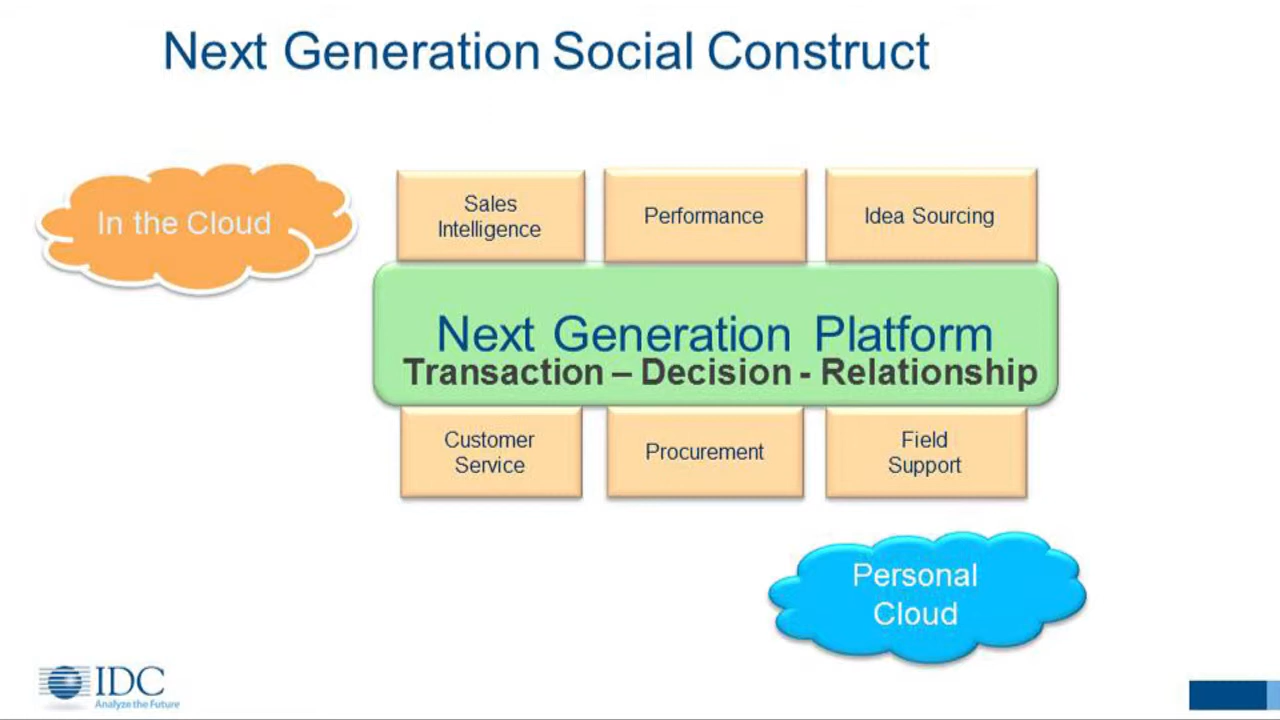 Next Generation Social Construct
In the Cloud
Sales
Intelligence
Performance
Idea Sourcing
Next Generation Platform
Transaction – Decision - Relationship
Customer
Service
Procurement
Field
Support
Personal
Cloud
IDC
Analyze the Future